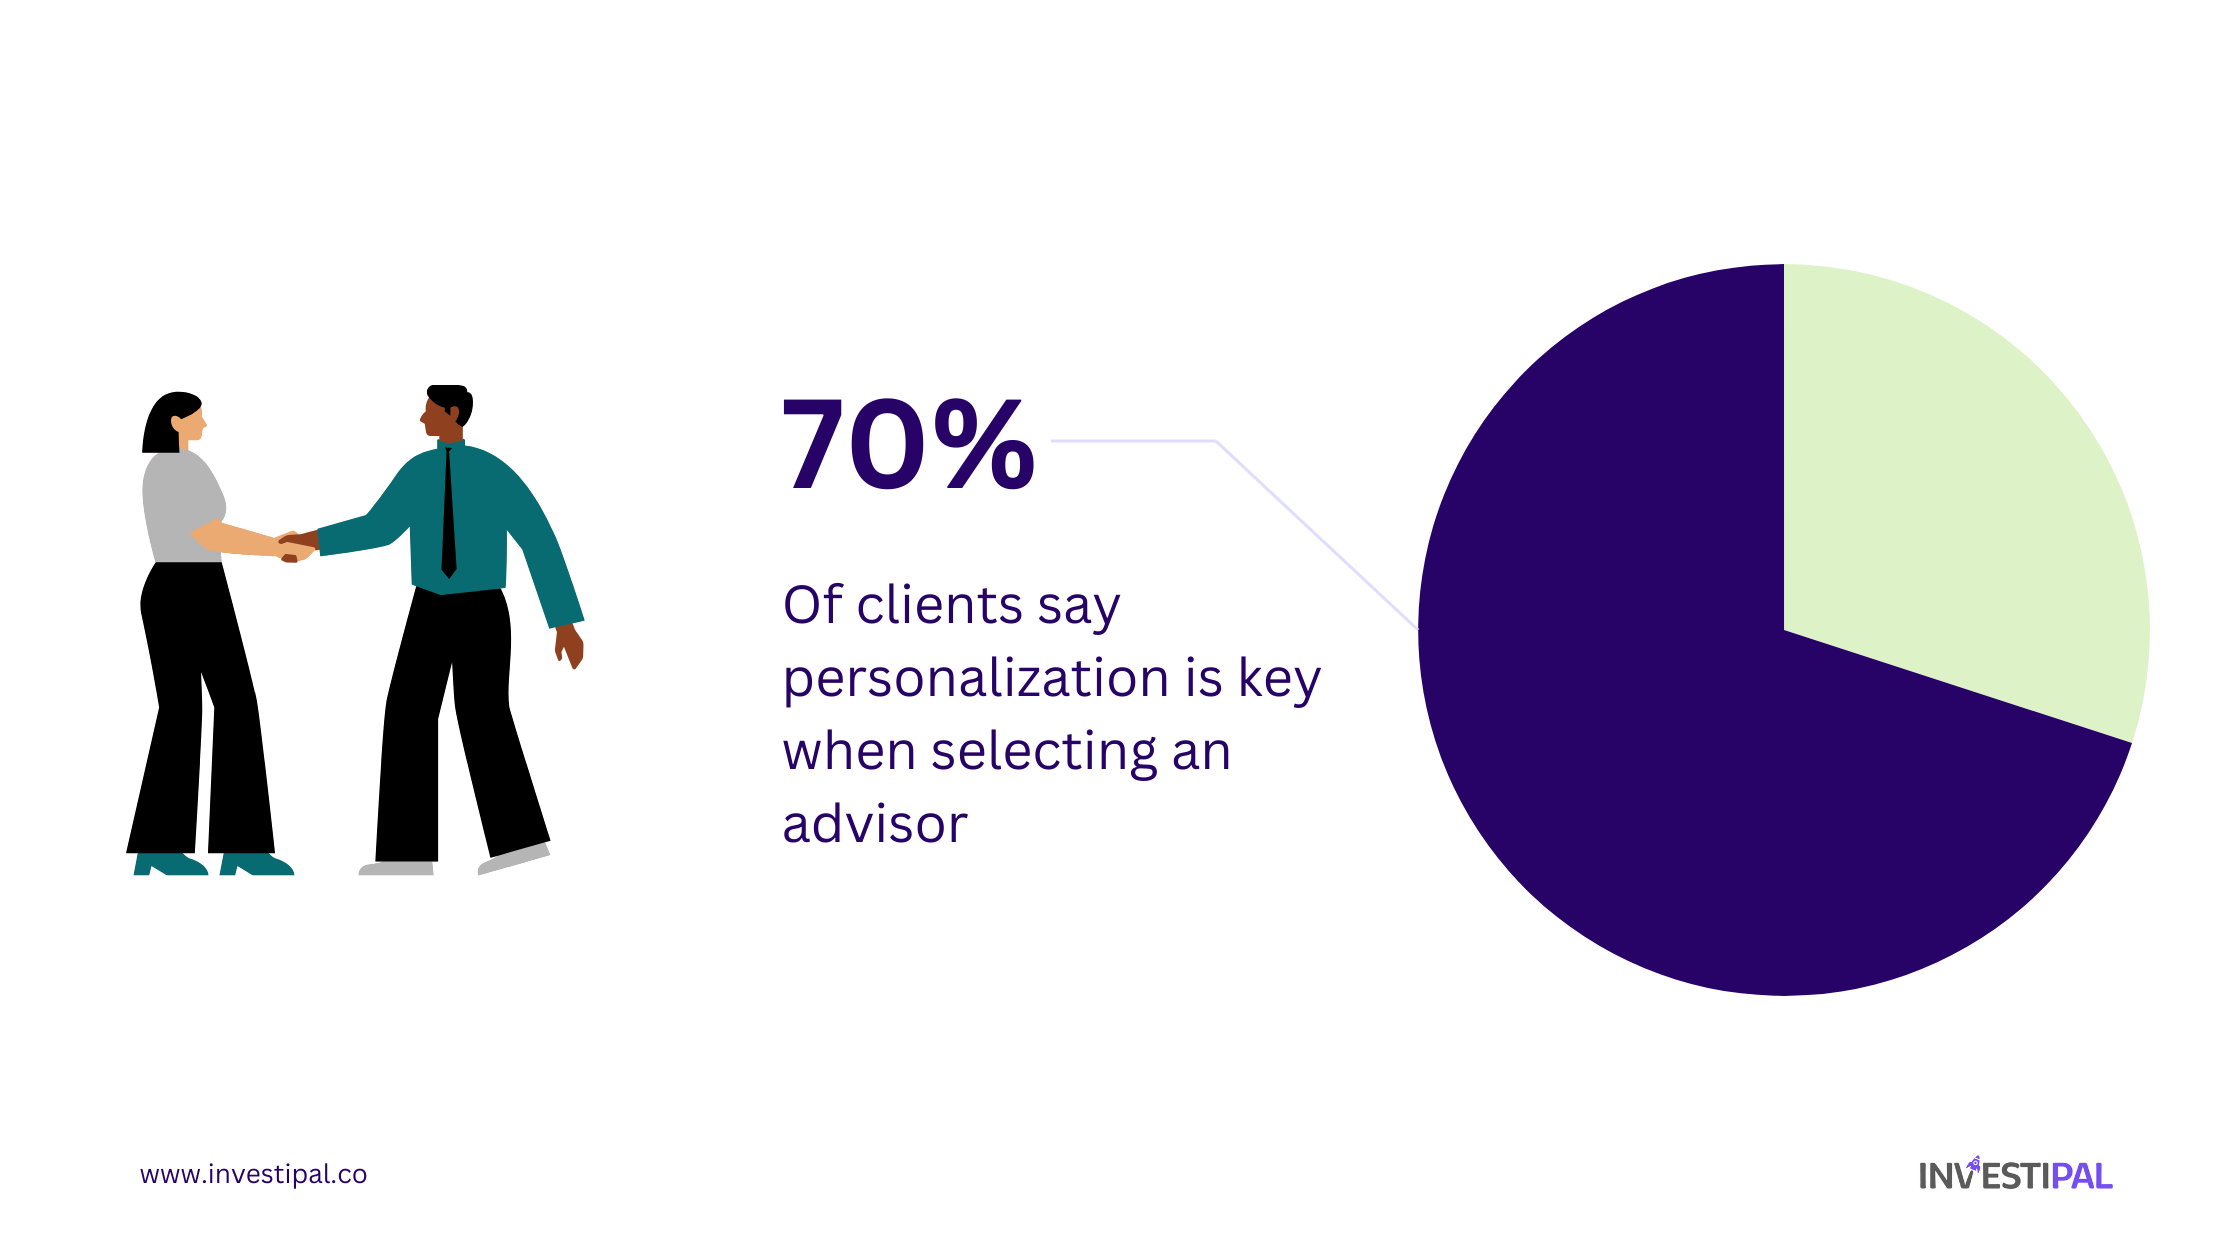 70%
Of clients say
personalization is key
when selecting an
advisor
www.investipal.co
INVESTIPAL